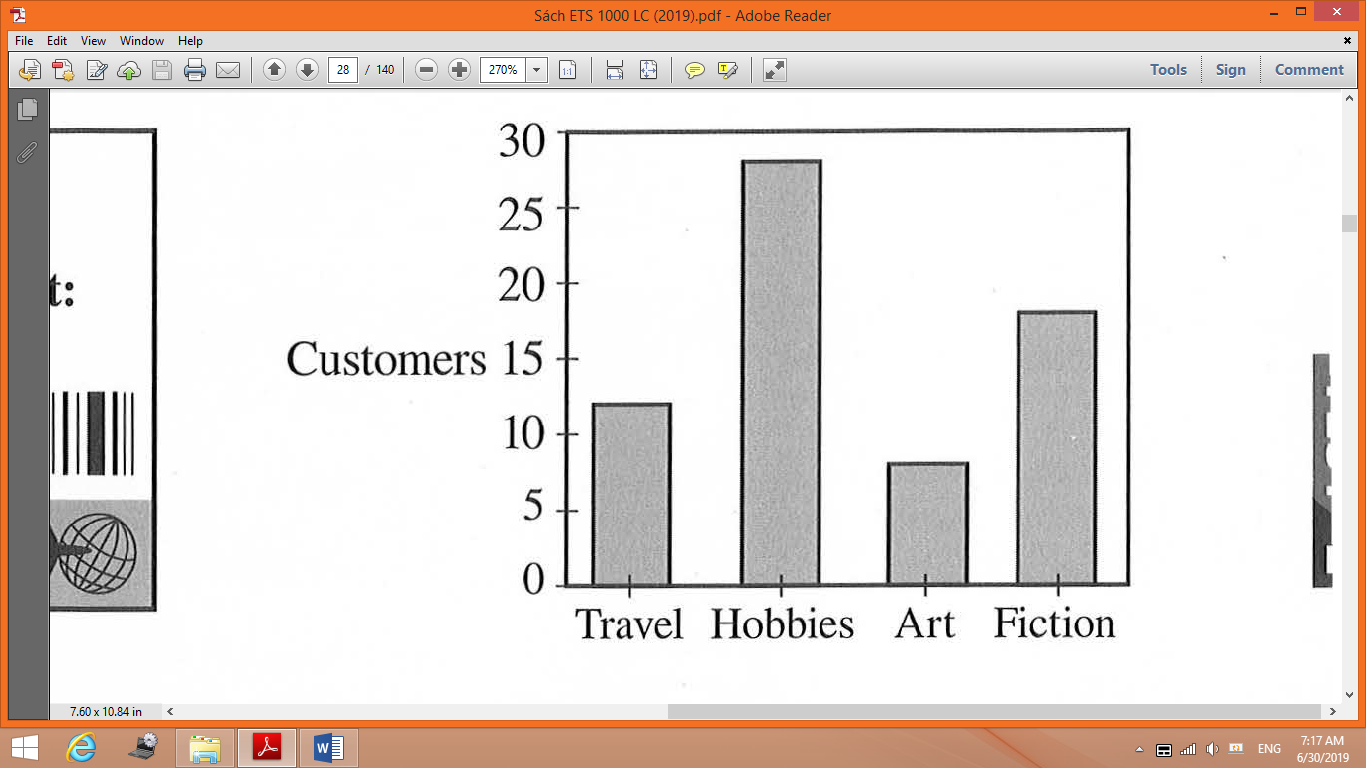 Sách ETS 1000 LC (2019).pdf - Adobe Reader
File Edit View Window Help
28 / 140
270%
1:1
Tools Sign Comment
t:
30
25
20
Customers 15
10
5
0
Travel Hobbies Art Fiction
7.60 x 10.84 in
ENG
7:17 AM
6/30/2019